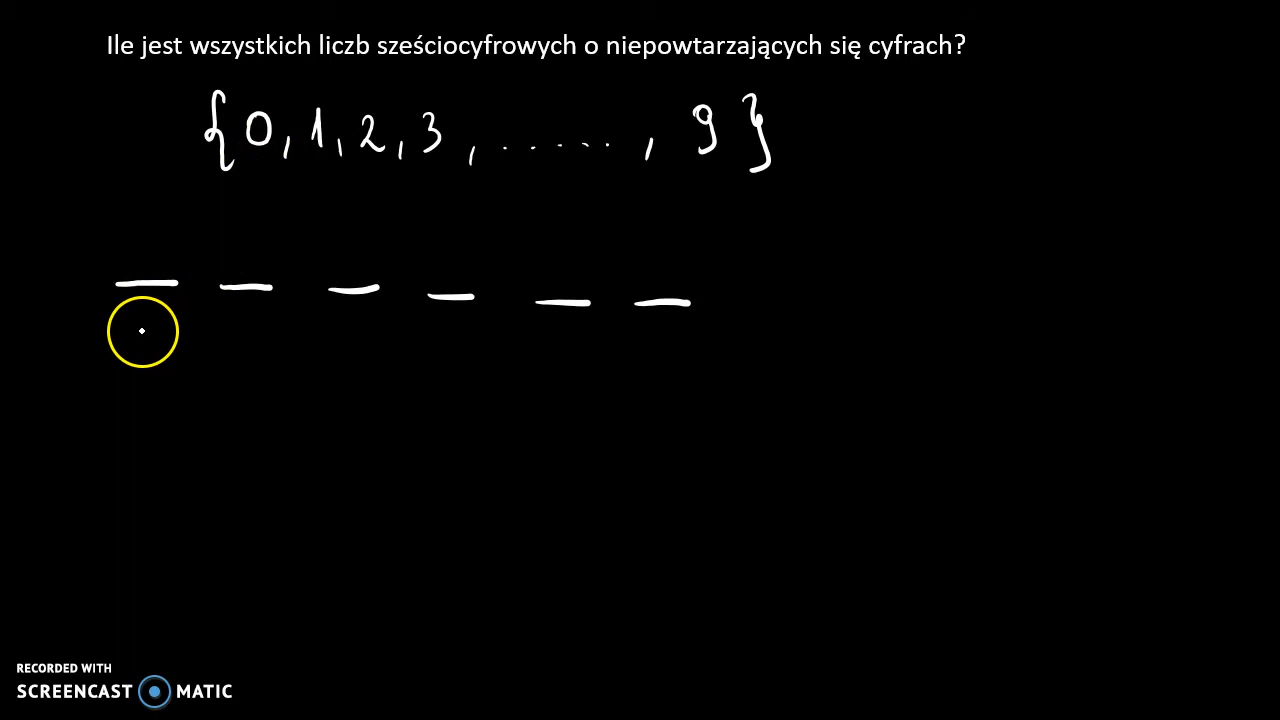 Ile jest wszystkich liczb sześciocyfrowych o niepowtarzających się cyfrach?
{0, 1, 2, 3, ....., 9}
RECORDED WITH
SCREENCAST MATIC